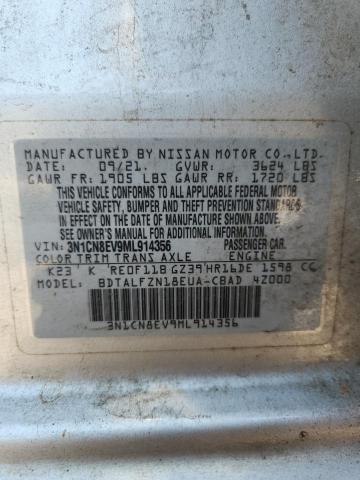 MANUFACTURED BY NISSAN MOTOR CO.,LTD.
DATE: 09/21. GVWR: 3624 LBS
GAWR FR: 1905 LBS GAWR RR: 1720 LBS
THIS VEHICLE CONFORMS TO ALL APPLICABLE FEDERAL MOTOR
VEHICLE SAFETY, BUMPER AND THEFT PREVENTION STANDARDS
IN EFFECT ON THE DATE OF MANUFACTURE SHOWN ABOVE.
SEE OWNERS MANUAL FOR ADDITIONAL INFORMATION.
VIN: 3N1CN8EV9ML914356 PASSENGER CAR.
COLOR TRIM TRANS AXLE ENGINE
K23 K RE0F11B GZ39 HR16DE 1598 CC
MODEL: BDTALFZN18EUA-CBAD 4Z000
3N1CN8EV9ML914356